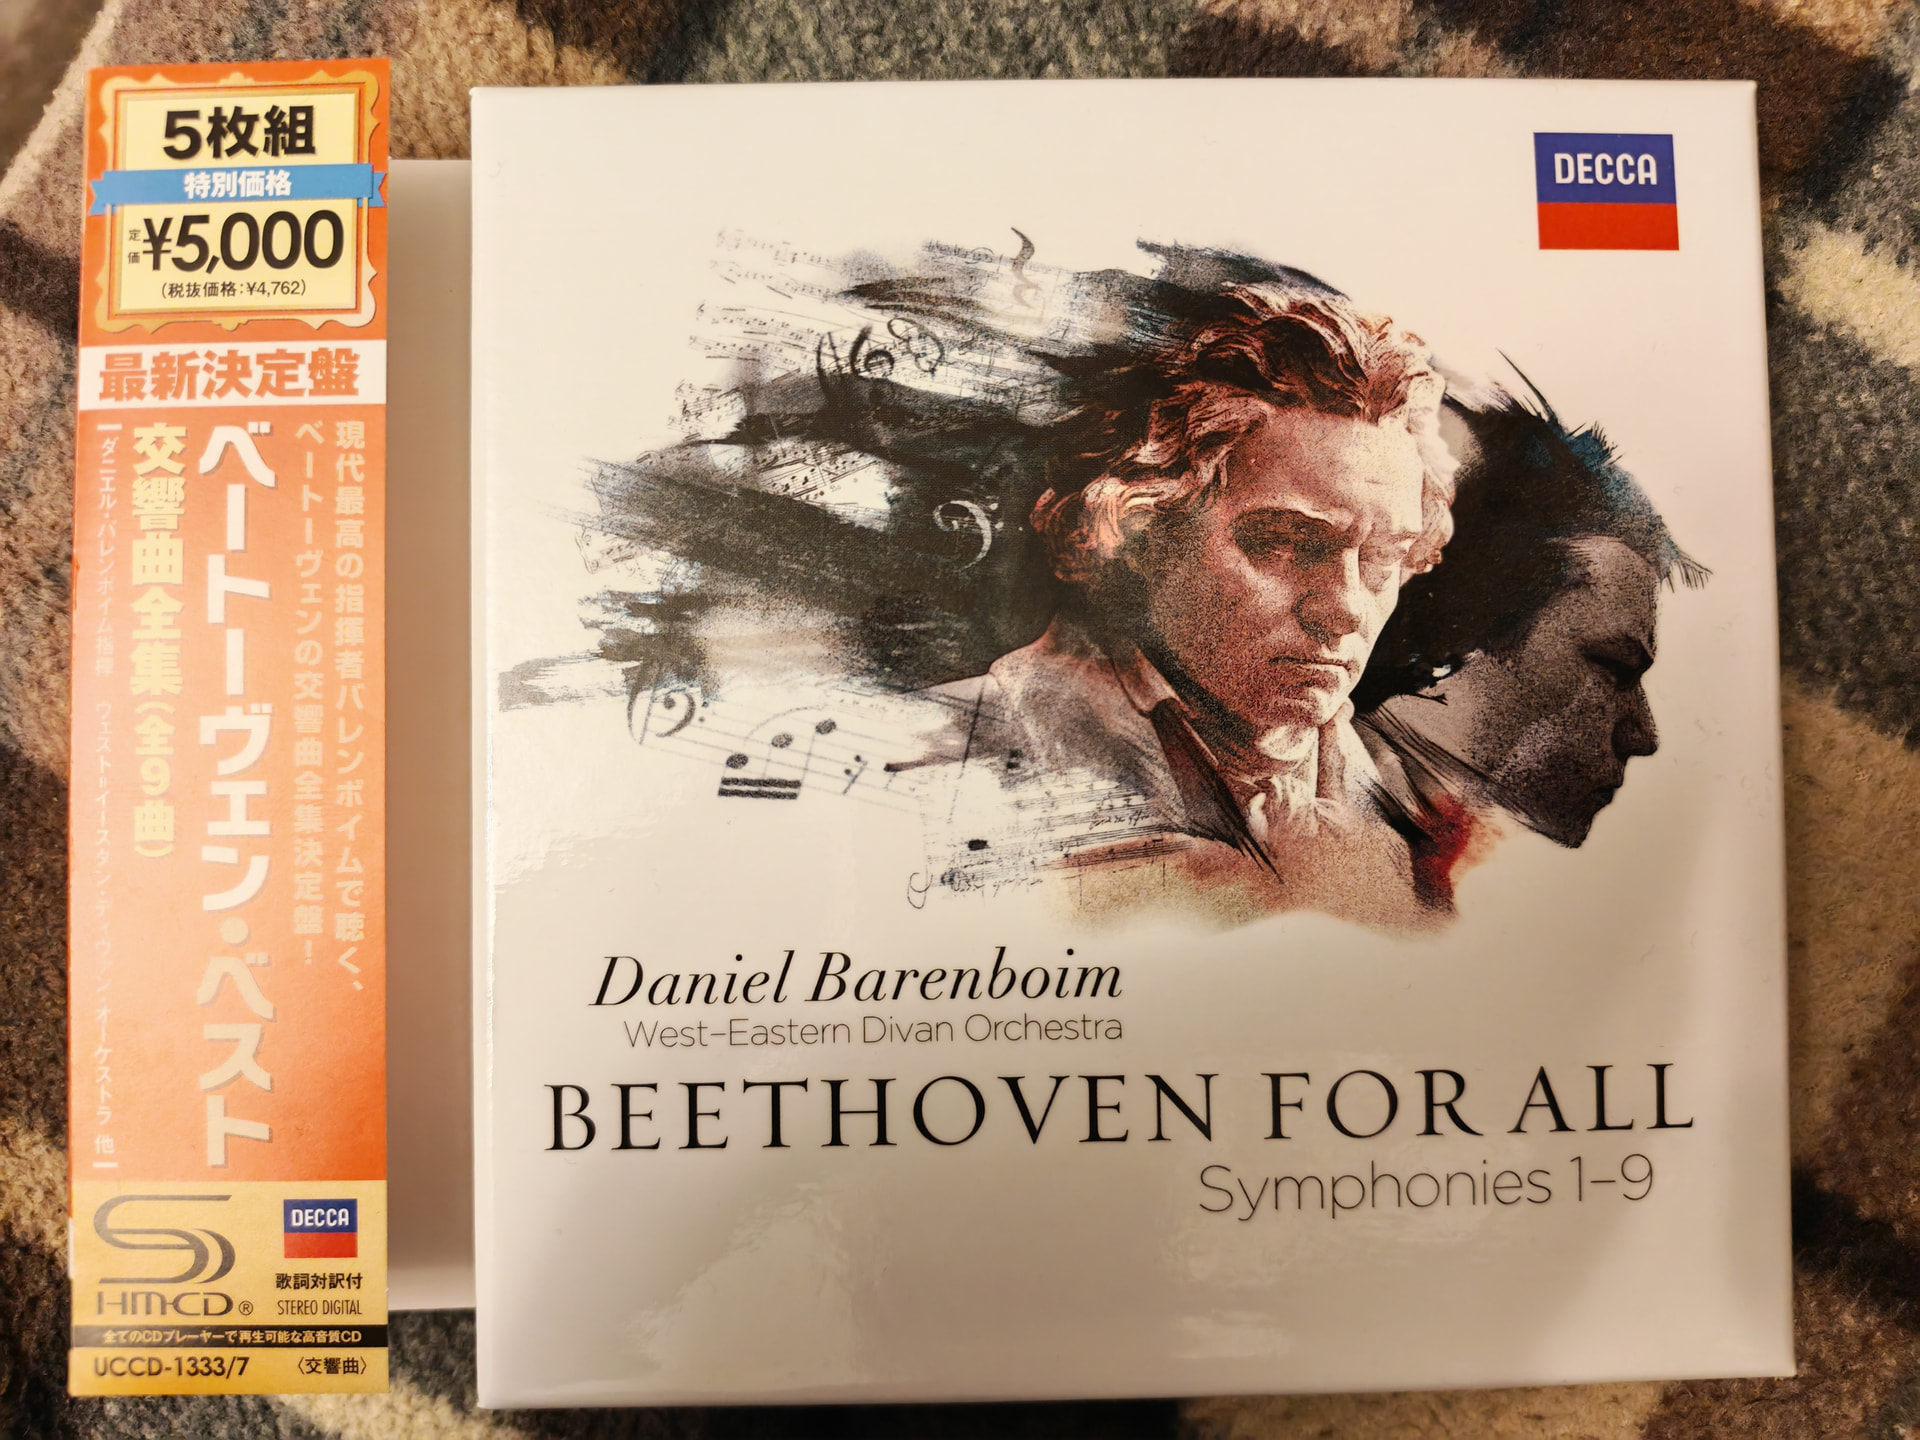 5枚組
特別価格
定価 ¥5,000
(税抜価格:¥4,762)
最新決定盤
現代最高の指揮者バレンボイムで聴く、
ベートーヴェンの交響曲全集決定盤!
ベートーヴェン・ベスト
交響曲全集(全9曲)
ダニエル・バレンボイム指揮 ウェスト=イースタン・ディヴァン・オーケストラ 他
SHM-CD®
DECCA
歌詞対訳付
STEREO DIGITAL
全てのCDプレーヤーで再生可能な高音質CD
UCCD-1333/7 〈交響曲〉
DECCA
Daniel Barenboim
West-Eastern Divan Orchestra
BEETHOVEN FOR ALL
Symphonies 1–9